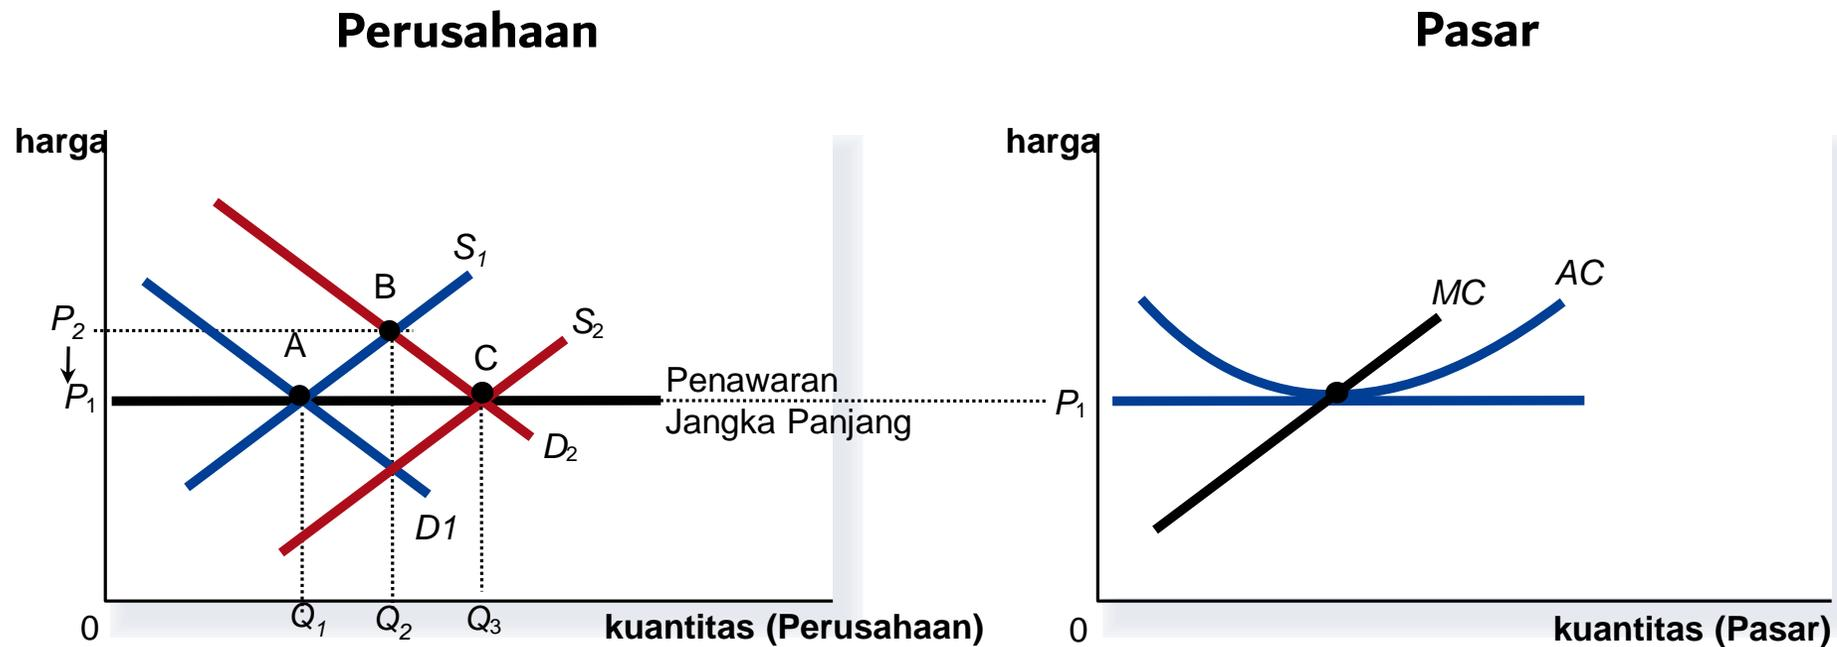 Perusahaan
Pasar
harga
harga
S1
B
AC
MC
P2
S2
A
C
Penawaran
P1
P1
Jangka Panjang
D2
D1
Q1
Q2
Q3
0
kuantitas (Perusahaan)
0
kuantitas (Pasar)